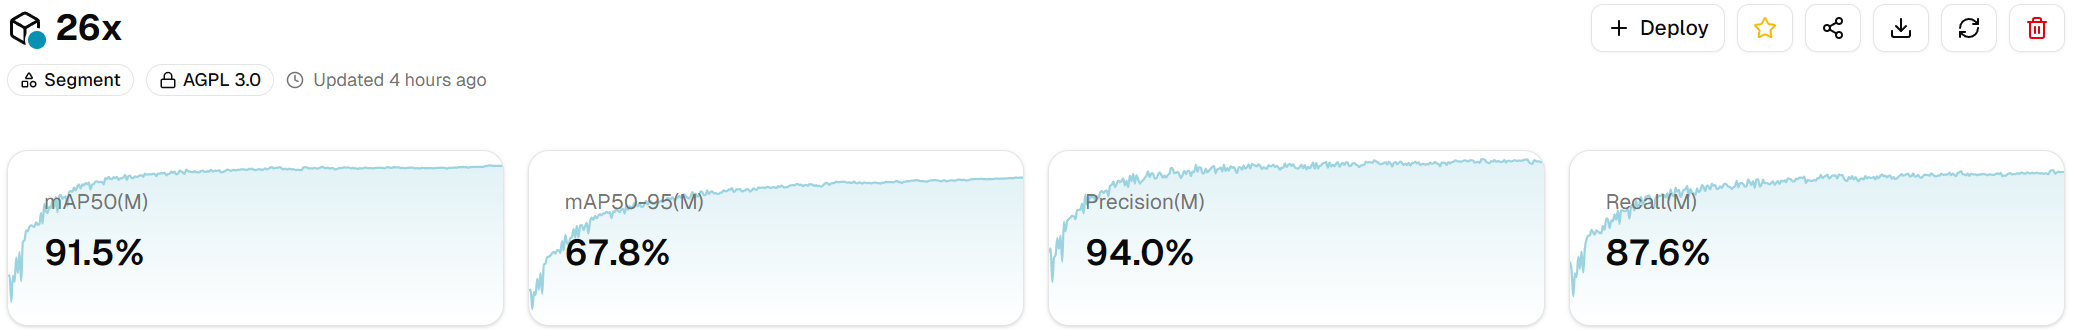 26x
Deploy
Segment AGPL 3.0 Updated 4 hours ago
mAP50(M) mAP50-95(M) Precision(M) Recall(M)
91.5% 67.8% 94.0% 87.6%